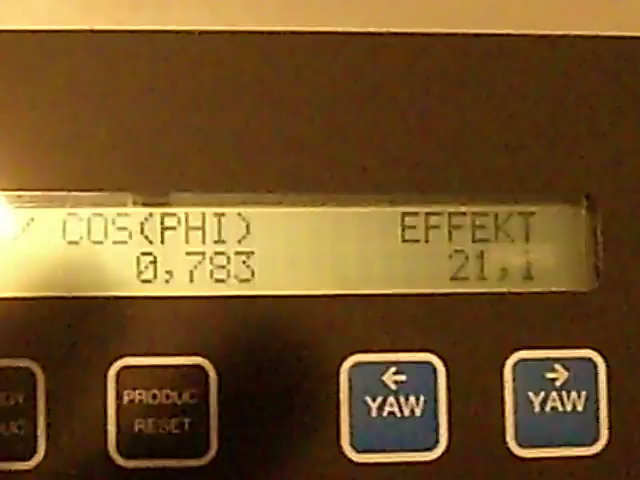 / COS(PHI) EFFEKT
0,783 21,1
PRODUC
RESET
← YAW
→ YAW